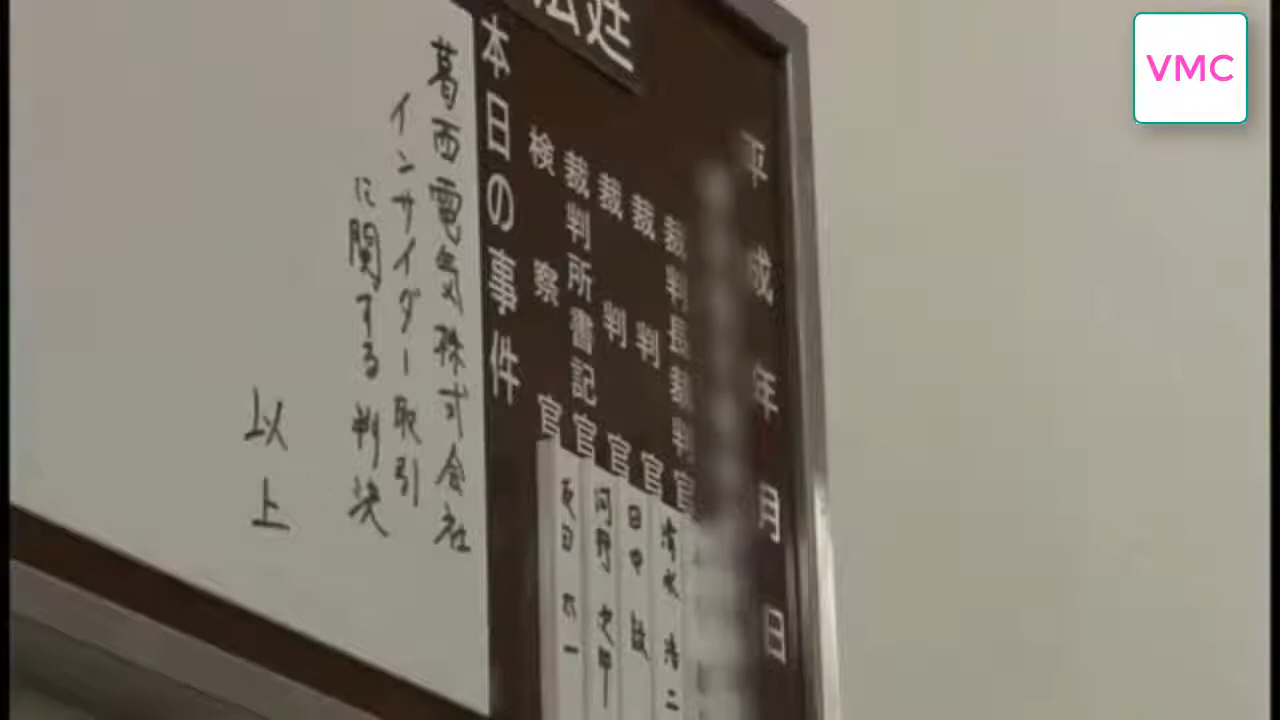 法廷
平成年月日
裁判長裁判官
裁判官
裁判官
裁判所書記官
検察官
本日の事件
葛西電気株式会社
インサイダー取引
に関する判決
以上
VMC